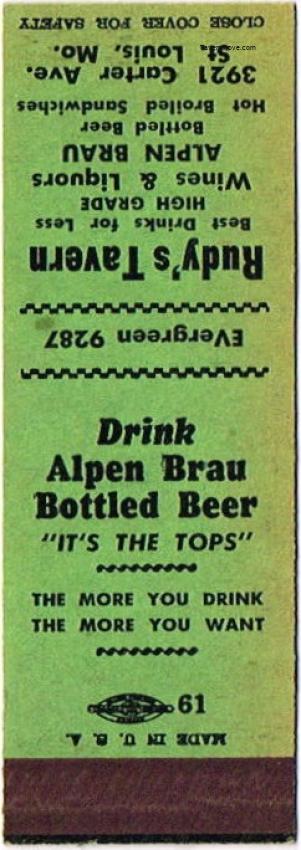 CLOSE COVER FOR SAFETY
Rudy's Tavern
Best Drinks for Less
HIGH GRADE
Wines & Liquors
ALPEN BRAU
Bottled Beer
Hot Broiled Sandwiches
3921 Carter Ave.
St Louis, Mo.
EVergreen 9287
Drink
Alpen Brau
Bottled Beer
"IT'S THE TOPS"
THE MORE YOU DRINK
THE MORE YOU WANT
61
MADE IN U. S. A.